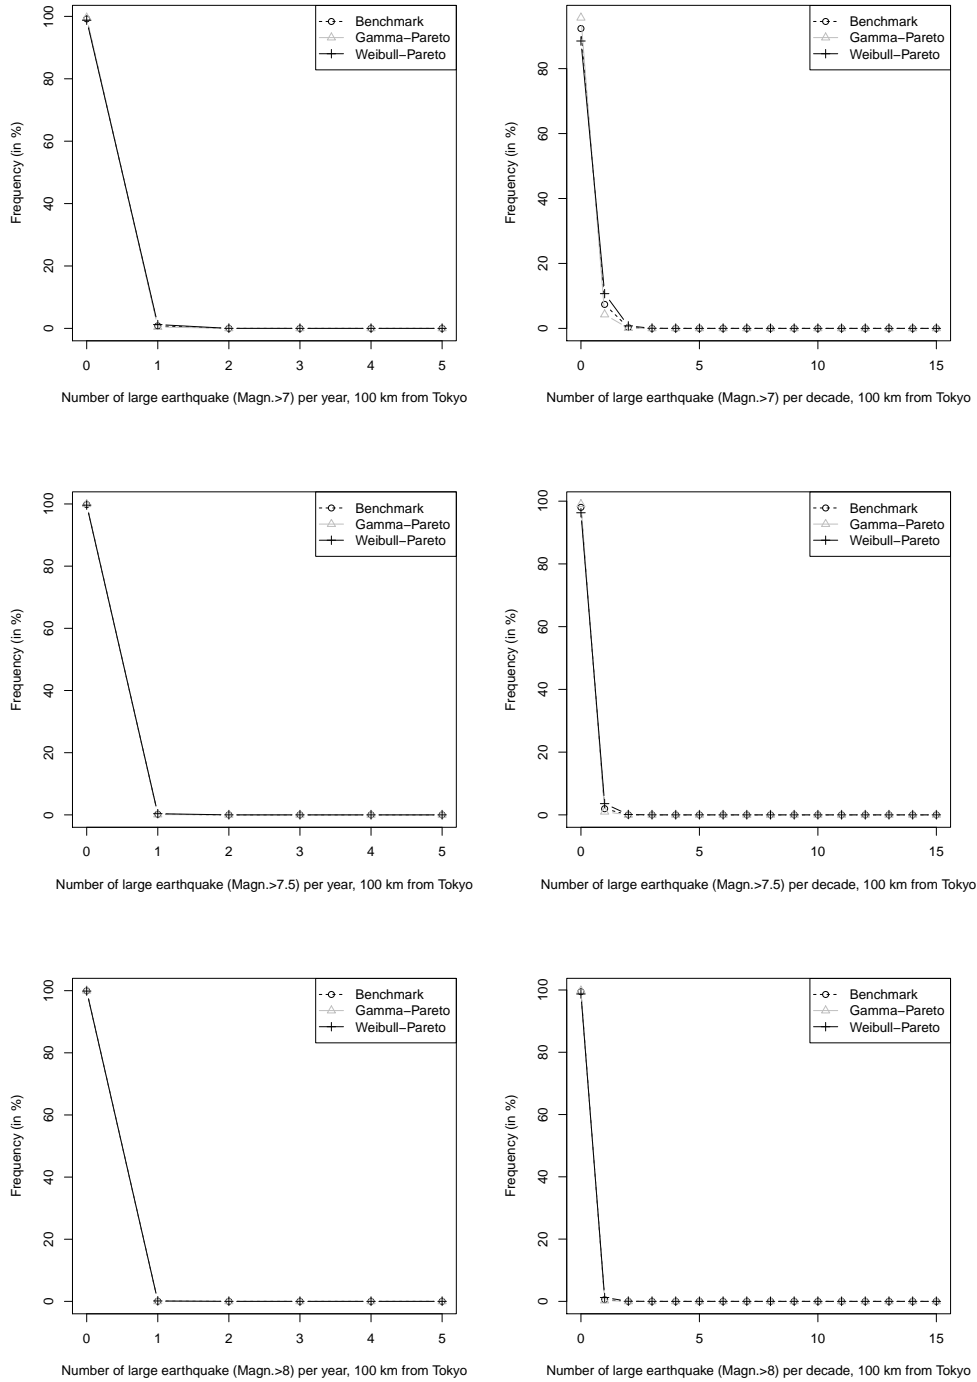 Benchmark
Gamma−Pareto
Weibull−Pareto
Frequency (in %)
100
80
60
40
20
0
0 1 2 3 4 5
Number of large earthquake (Magn.>7) per year, 100 km from Tokyo
Benchmark
Gamma−Pareto
Weibull−Pareto
Frequency (in %)
80
60
40
20
0
0 5 10 15
Number of large earthquake (Magn.>7) per decade, 100 km from Tokyo
Benchmark
Gamma−Pareto
Weibull−Pareto
Frequency (in %)
100
80
60
40
20
0
0 1 2 3 4 5
Number of large earthquake (Magn.>7.5) per year, 100 km from Tokyo
Benchmark
Gamma−Pareto
Weibull−Pareto
Frequency (in %)
100
80
60
40
20
0
0 5 10 15
Number of large earthquake (Magn.>7.5) per decade, 100 km from Tokyo
Benchmark
Gamma−Pareto
Weibull−Pareto
Frequency (in %)
100
80
60
40
20
0
0 1 2 3 4 5
Number of large earthquake (Magn.>8) per year, 100 km from Tokyo
Benchmark
Gamma−Pareto
Weibull−Pareto
Frequency (in %)
100
80
60
40
20
0
0 5 10 15
Number of large earthquake (Magn.>8) per decade, 100 km from Tokyo